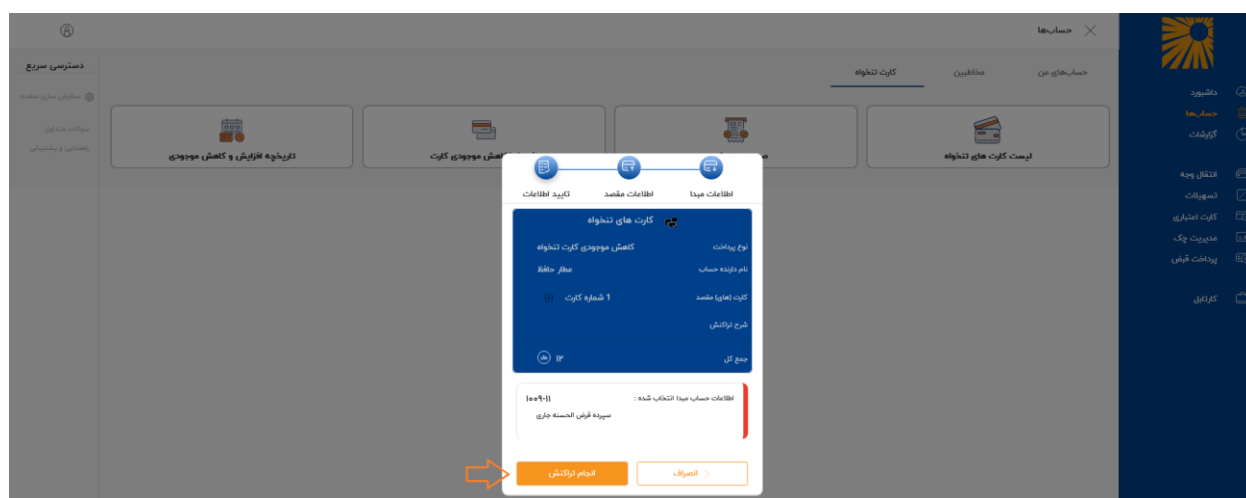 حساب‌ها
دسترسی سریع
سفارشی سازی صفحه
سوالات متداول
راهنمایی و پشتیبانی
حساب‌های من
مخاطبین
کارت تنخواه
داشبورد
حساب‌ها
گزارشات
انتقال وجه
تسهیلات
کارت اعتباری
مدیریت چک
پرداخت قبض
کارتابل
لیست کارت های تنخواه
کاهش موجودی کارت
تاریخچه افزایش و کاهش موجودی
اطلاعات مبدا
اطلاعات مقصد
تایید اطلاعات
کارت های تنخواه
نوع پرداخت کاهش موجودی کارت تنخواه
نام دارنده حساب عطار حافظ
کارت (های) مقصد 1 شماره کارت
شرح تراکنش
جمع کل ۱۲
اطلاعات حساب مبدا انتخاب شده : ۱۰۰۹-۱۱
سپرده قرض الحسنه جاری
انصراف
انجام تراکنش